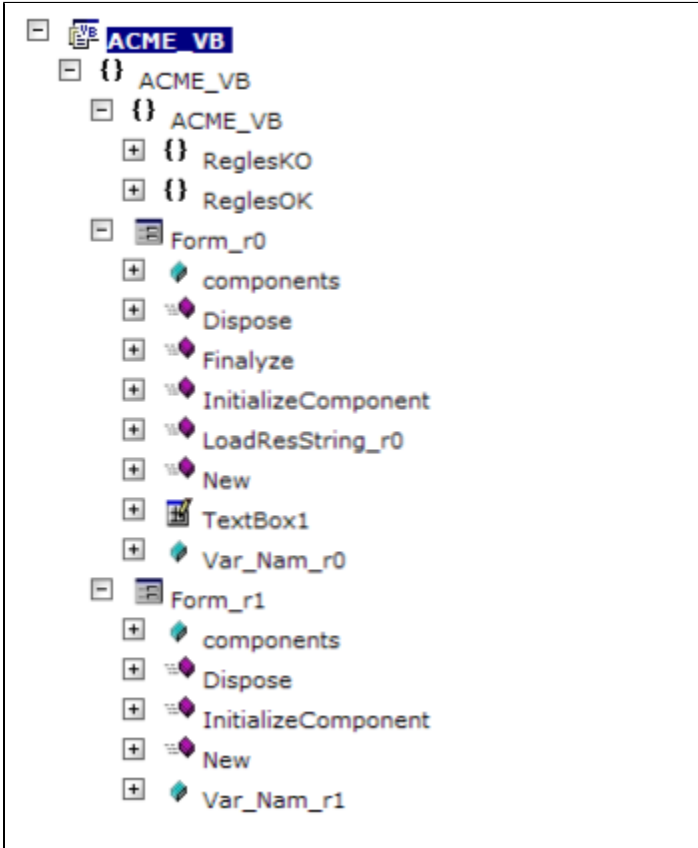 ACME_VB
{} ACME_VB
{} ACME_VB
{} ReglesKO
{} ReglesOK
Form_r0
components
Dispose
Finalyze
InitializeComponent
LoadResString_r0
New
TextBox1
Var_Nam_r0
Form_r1
components
Dispose
InitializeComponent
New
Var_Nam_r1